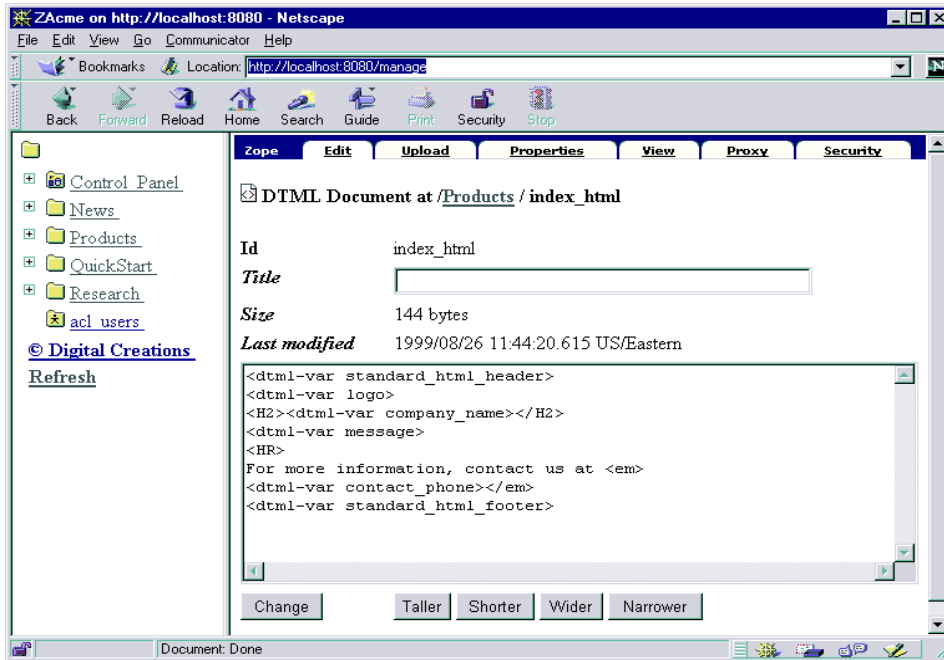 ZAcme on http://localhost:8080 - Netscape
File Edit View Go Communicator Help
Bookmarks Location: http://localhost:8080/manage N
Back Forward Reload Home Search Guide Print Security Stop
Zope Edit Upload Properties View Proxy Security
Control_Panel
News
Products
QuickStart
Research
acl_users
© Digital Creations
Refresh
DTML Document at /Products / index_html
Id index_html
Title
Size 144 bytes
Last modified 1999/08/26 11:44:20.615 US/Eastern
<dtml-var standard_html_header>
<dtml-var logo>
<H2><dtml-var company_name></H2>
<dtml-var message>
<HR>
For more information, contact us at <em>
<dtml-var contact_phone></em>
<dtml-var standard_html_footer>
Change Taller Shorter Wider Narrower
Document: Done